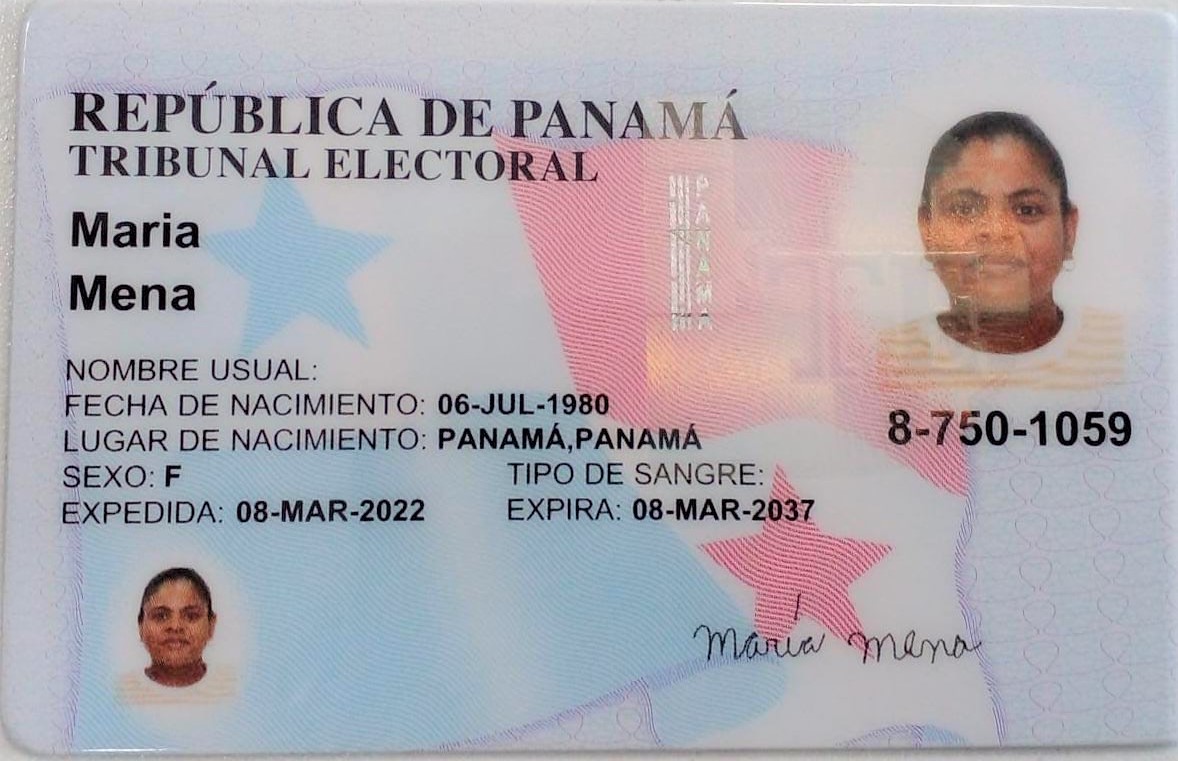 REPÚBLICA DE PANAMÁ
TRIBUNAL ELECTORAL
Maria
Mena
PANAMA
NOMBRE USUAL:
FECHA DE NACIMIENTO: 06-JUL-1980
LUGAR DE NACIMIENTO: PANAMÁ,PANAMÁ
SEXO: F TIPO DE SANGRE:
EXPEDIDA: 08-MAR-2022 EXPIRA: 08-MAR-2037
8-750-1059
María Mena